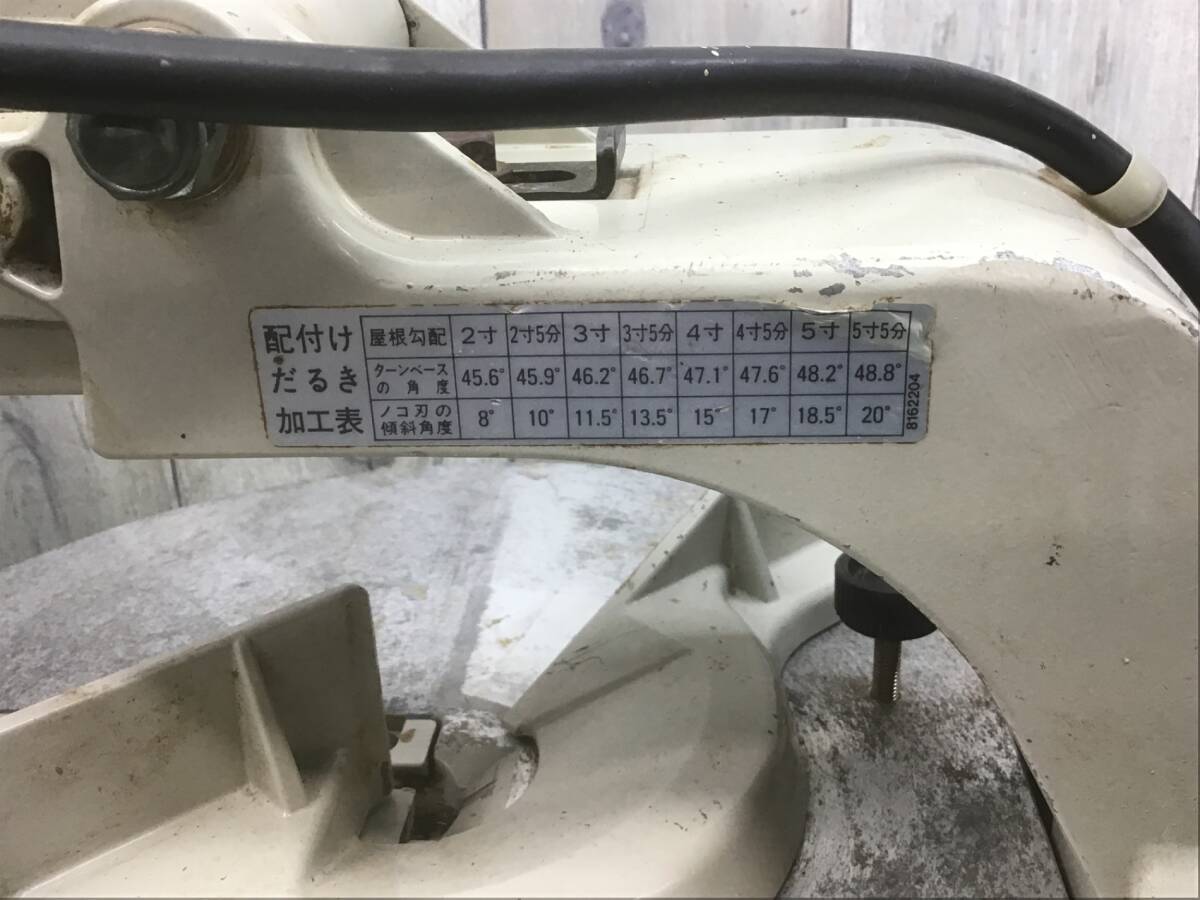 配付け
だるき
加工表
屋根勾配 2寸 2寸5分 3寸 3寸5分 4寸 4寸5分 5寸 5寸5分
ターンベースの角度 45.6° 45.9° 46.2° 46.7° 47.1° 47.6° 48.2° 48.8°
ノコ刃の傾斜角度 8° 10° 11.5° 13.5° 15° 17° 18.5° 20°
8162204